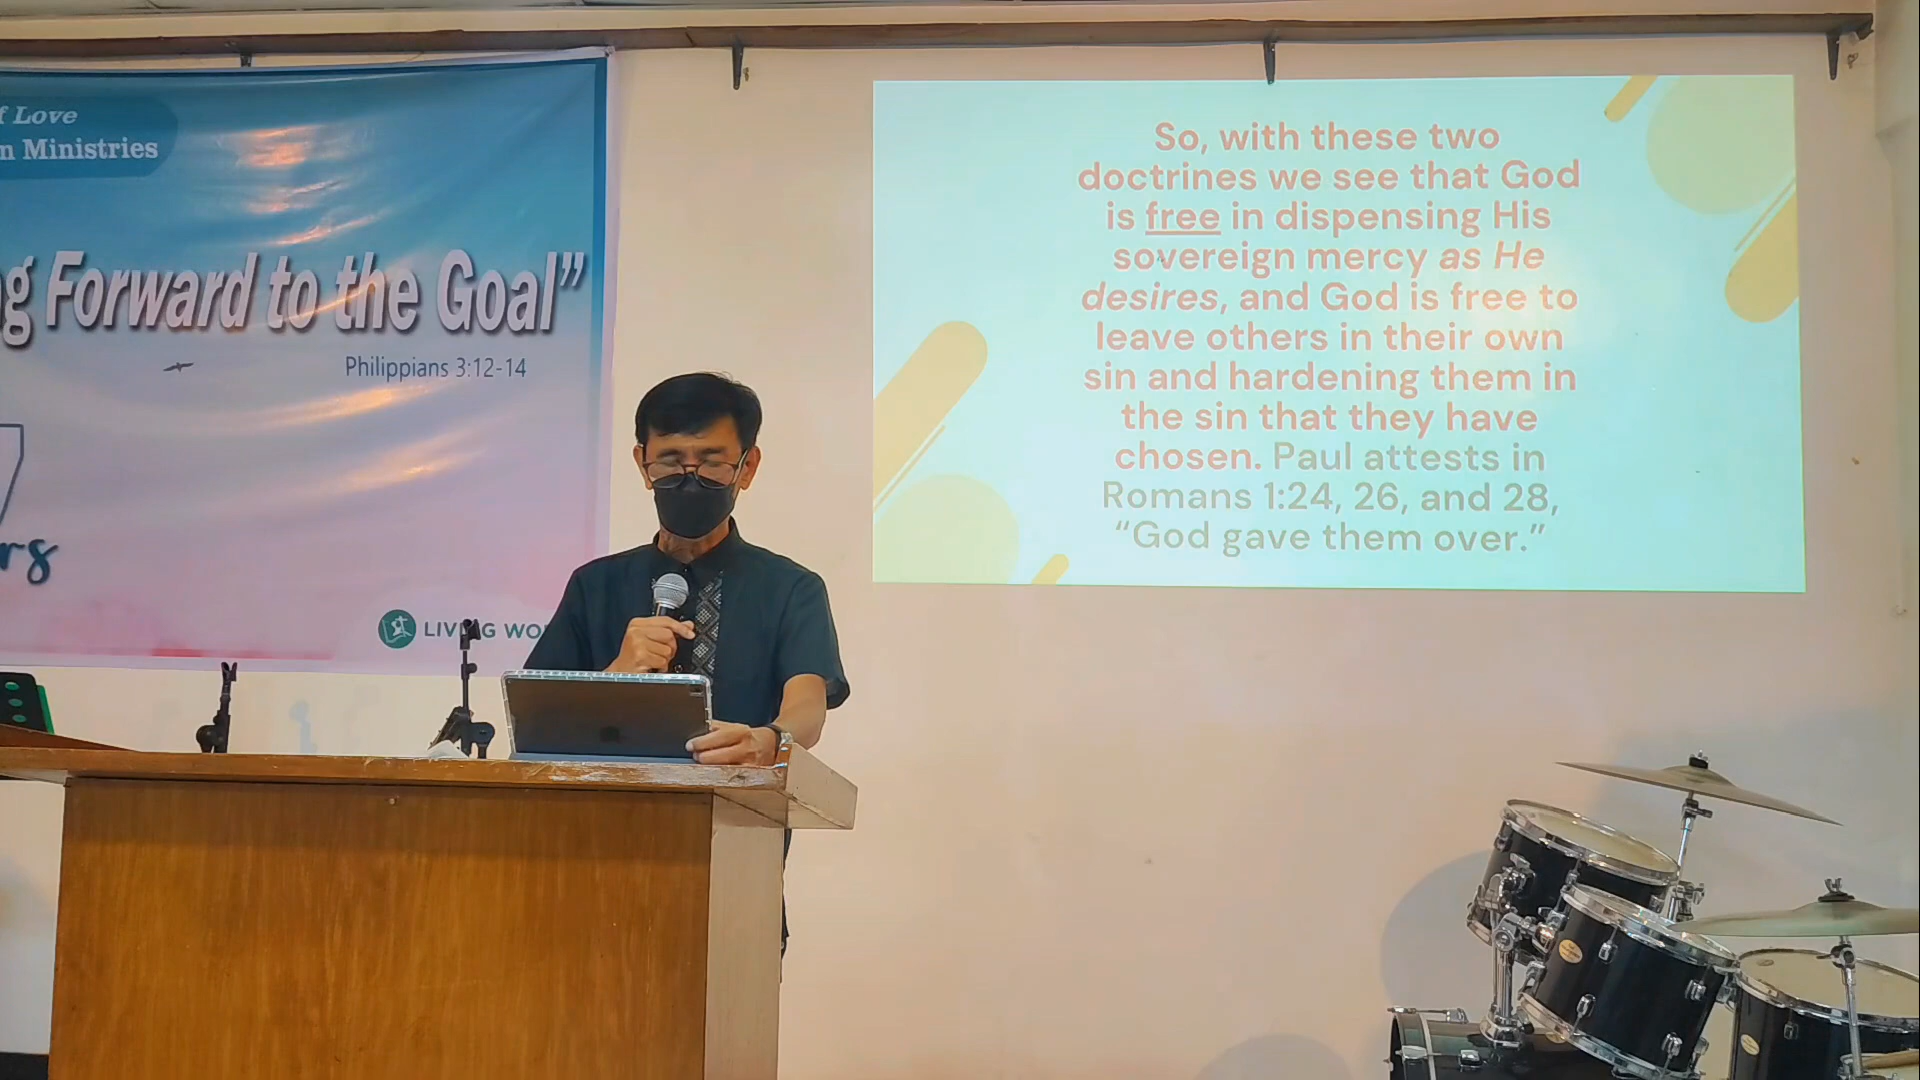 f Love
n Ministries
g Forward to the Goal”
Philippians 3:12-14
7
rs
LIVING WO
So, with these two
doctrines we see that God
is free in dispensing His
sovereign mercy as He
desires, and God is free to
leave others in their own
sin and hardening them in
the sin that they have
chosen. Paul attests in
Romans 1:24, 26, and 28,
“God gave them over.”